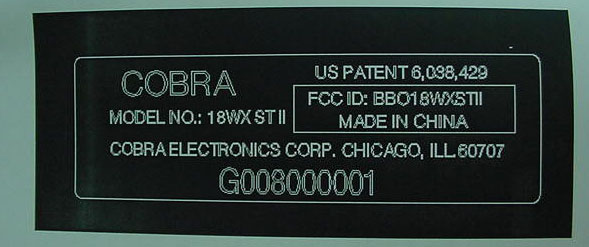 COBRA
US PATENT 6,038,429
MODEL NO.: 18WX ST II
FCC ID: BBO18WXSTII
MADE IN CHINA
COBRA ELECTRONICS CORP. CHICAGO, ILL.60707
G008000001